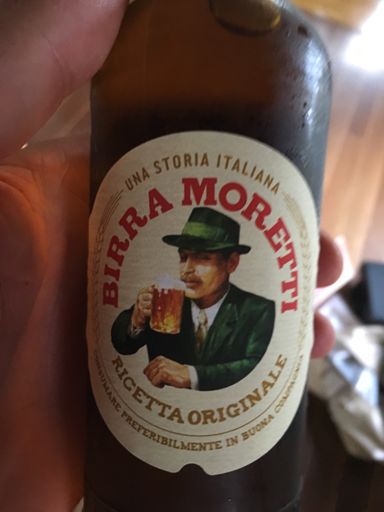 UNA STORIA ITALIANA
BIRRA MORETTI
RICETTA ORIGINALE
CONSUMARE PREFERIBILMENTE IN BUONA COMPAGNIA